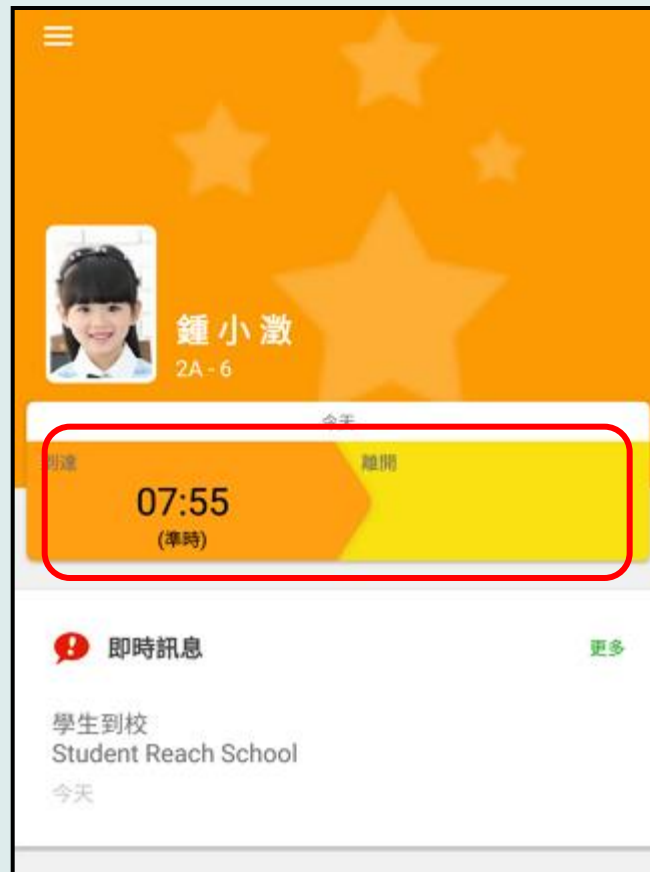 鍾小澂
2A - 6
今天
到達
離開
07:55
(準時)
即時訊息
更多
學生到校
Student Reach School
今天